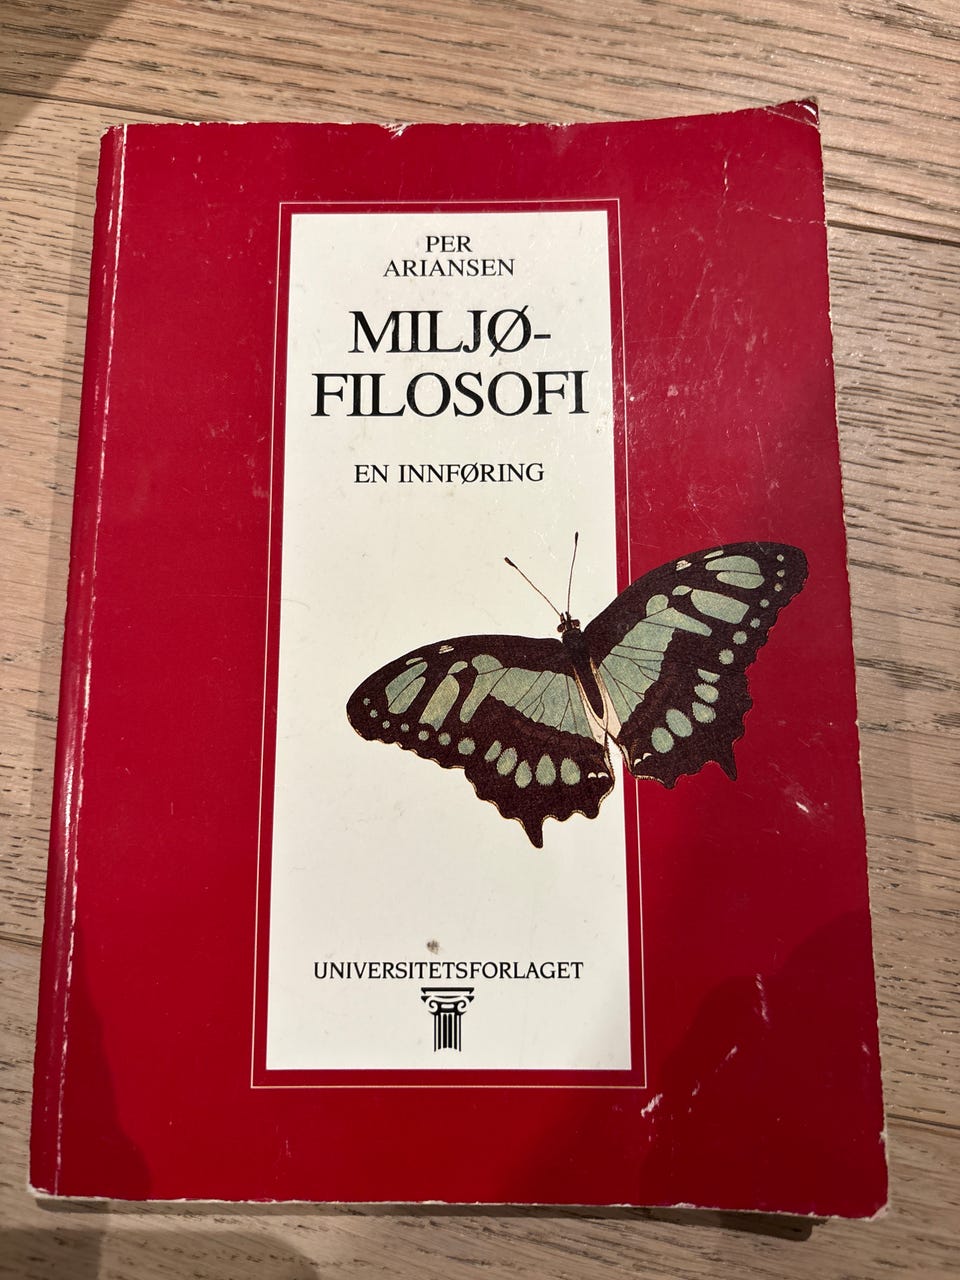 PER
ARIANSEN
MILJØ-
FILOSOFI
EN INNFØRING
UNIVERSITETSFORLAGET